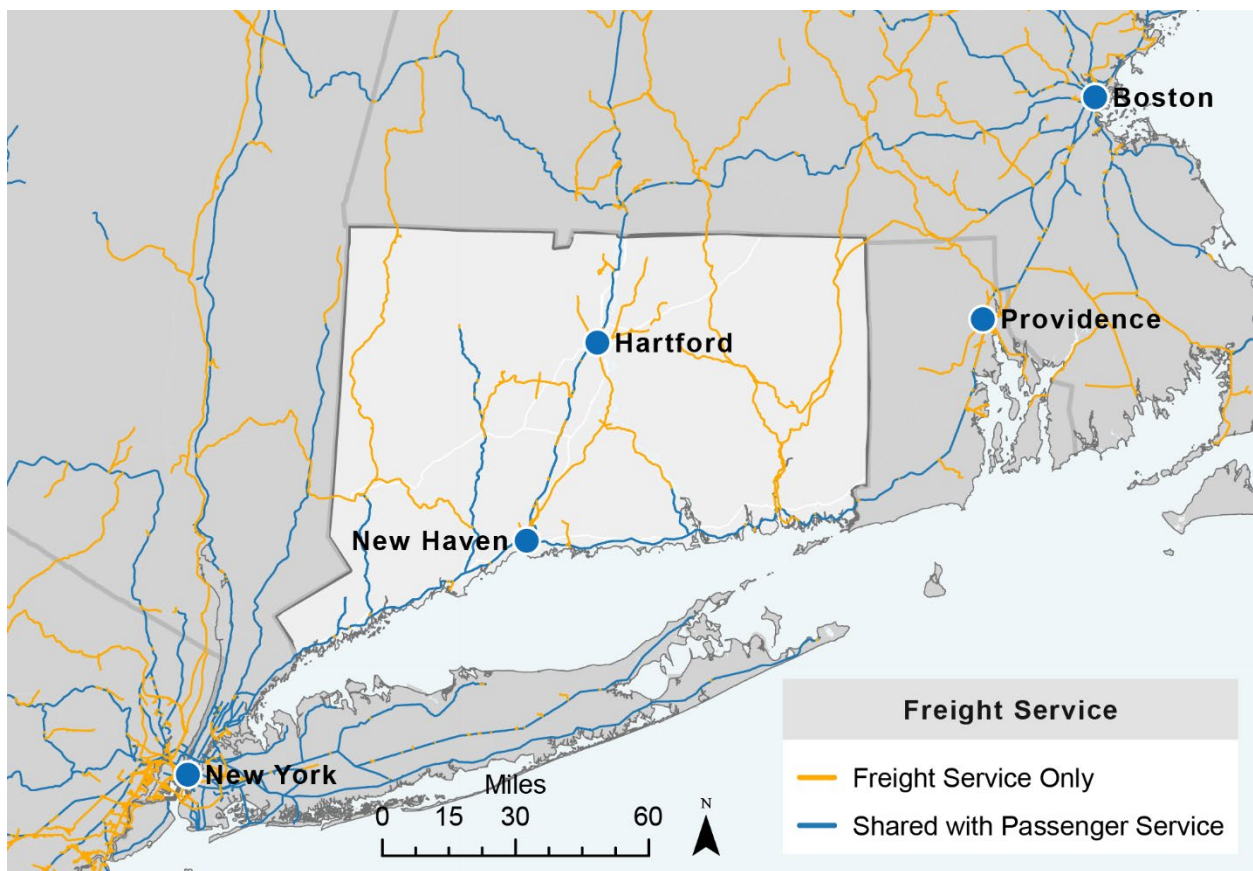 Boston
Providence
Hartford
New Haven
New York
Miles
0 15 30 60
N
Freight Service
Freight Service Only
Shared with Passenger Service